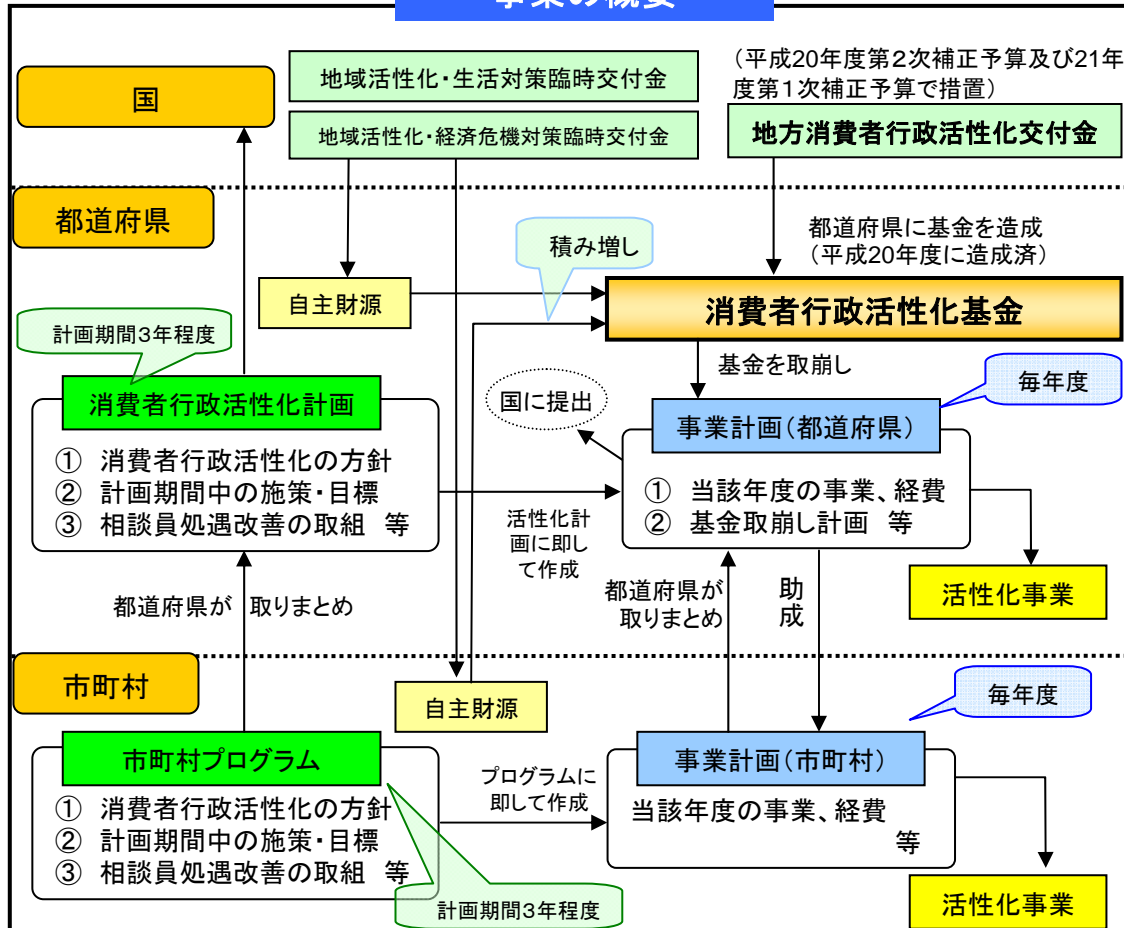 事業の概要
国
地域活性化・生活対策臨時交付金
地域活性化・経済危機対策臨時交付金
（平成20年度第２次補正予算及び21年
度第１次補正予算で措置）
地方消費者行政活性化交付金
都道府県
都道府県に基金を造成
（平成20年度に造成済）
積み増し
自主財源
消費者行政活性化基金
計画期間3年程度
基金を取崩し
毎年度
消費者行政活性化計画
① 消費者行政活性化の方針
② 計画期間中の施策・目標
③ 相談員処遇改善の取組 等
国に提出
事業計画（都道府県）
① 当該年度の事業、経費
② 基金取崩し計画 等
活性化計
画に即し
て作成
活性化事業
都道府県が 取りまとめ
都道府県が
取りまとめ
助
成
市町村
自主財源
毎年度
市町村プログラム
① 消費者行政活性化の方針
② 計画期間中の施策・目標
③ 相談員処遇改善の取組 等
計画期間3年程度
プログラムに
即して作成
事業計画（市町村）
当該年度の事業、経費
等
活性化事業